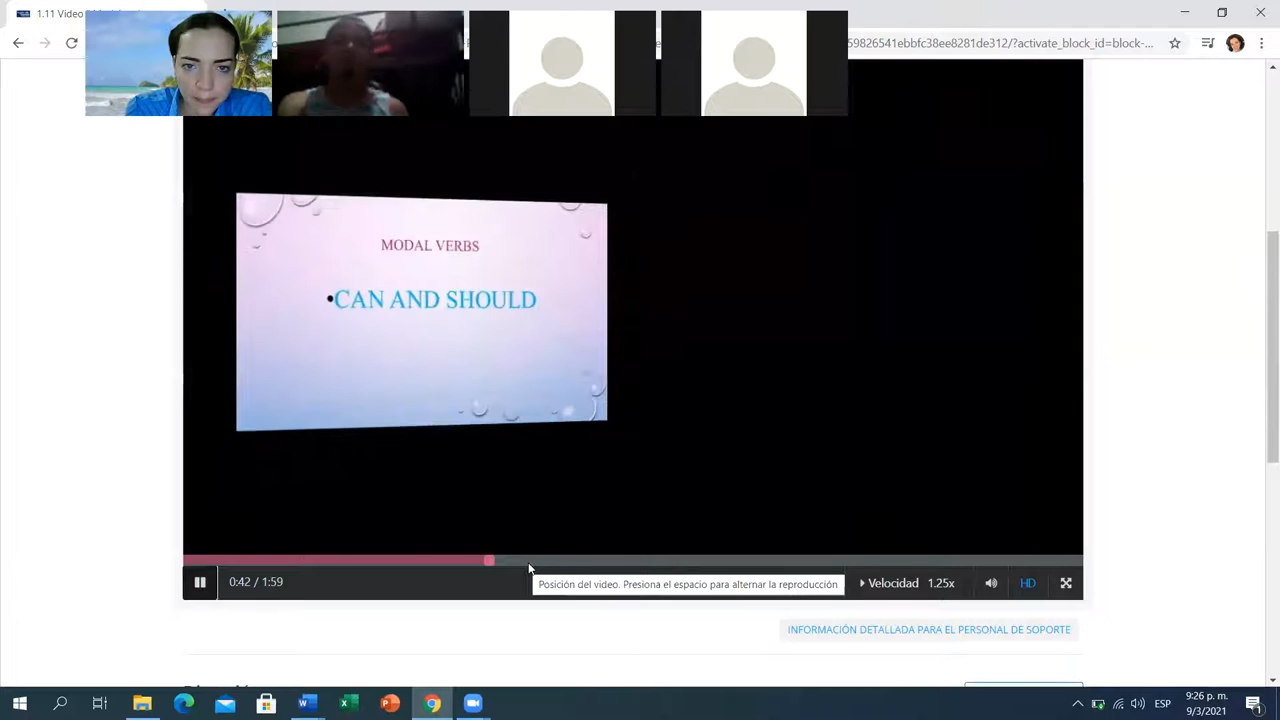 1.11 Video
59826541ebbfc38ee8281de312/?activate_block_id=block-...
MODAL VERBS
•CAN AND SHOULD
0:42 / 1:59
Posición del video. Presiona el espacio para alternar la reproducción
Velocidad 1.25x
HD
INFORMACIÓN DETALLADA PARA EL PERSONAL DE SOPORTE
ESP
9:26 p. m.
9/3/2021